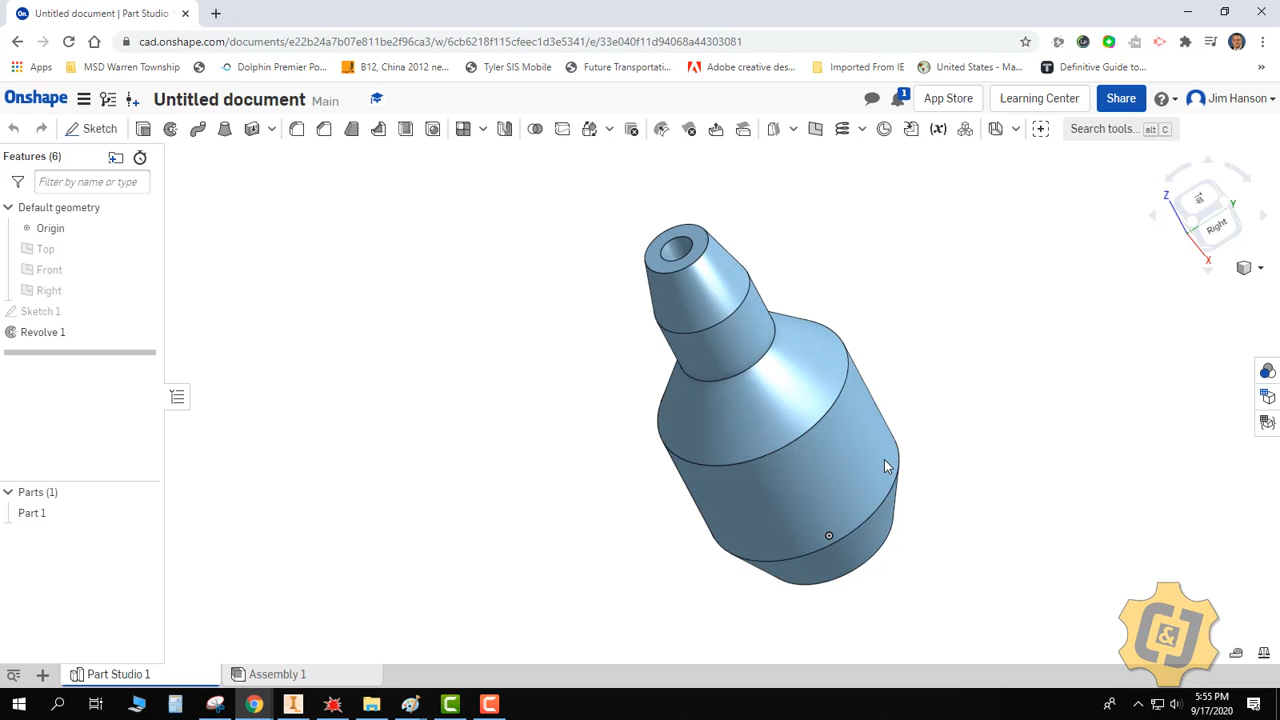 Untitled document | Part Studio 1
cad.onshape.com/documents/e22b24a7b07e811be2f96ca3/w/6cb6218f115cfeec1d3e5341/e/33e040f11d94068a44303081
Apps MSD Warren Township Dolphin Premier Po... B12, China 2012 ne... Tyler SIS Mobile Future Transportati... Adobe creative des... Imported From IE United States - Ma... Definitive Guide to... »
Onshape Untitled document Main 1 App Store Learning Center Share Jim Hanson
Sketch (x) Search tools... alt C
Features (6)
Filter by name or type
Default geometry
Origin
Top
Front
Right
Sketch 1
Revolve 1
Z
Y
Right
X
Parts (1)
Part 1
C&J
Part Studio 1 Assembly 1
5:55 PM
9/17/2020